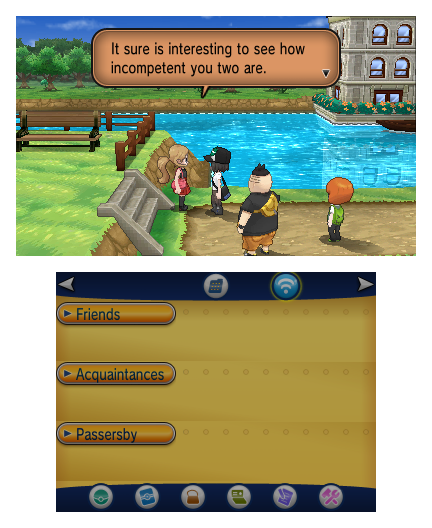 It sure is interesting to see how
incompetent you two are.
Friends
Acquaintances
Passersby